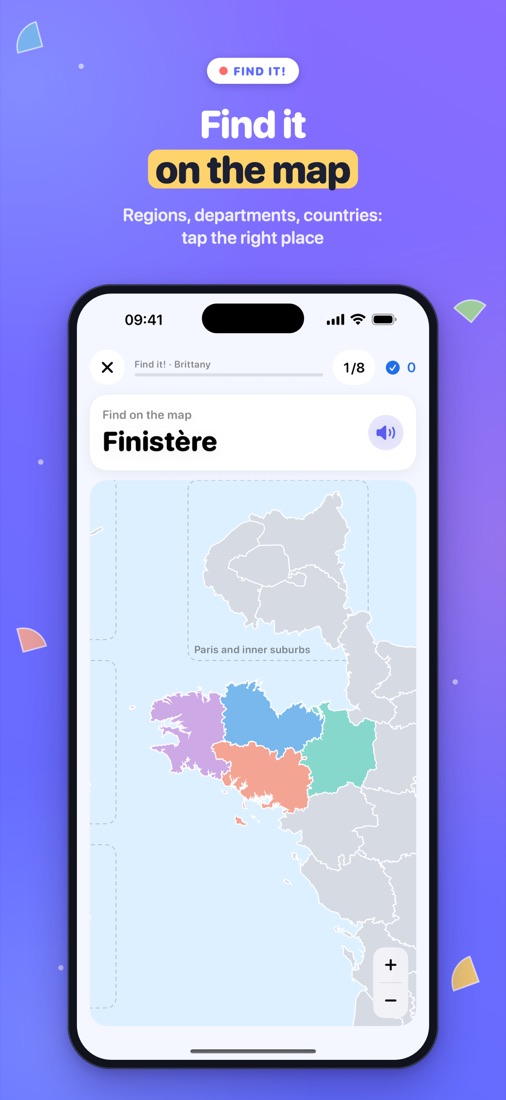 FIND IT!
Find it
on the map
Regions, departments, countries:
tap the right place
09:41
Find it! · Brittany
1/8
0
Find on the map
Finistère
Paris and inner suburbs
+
−